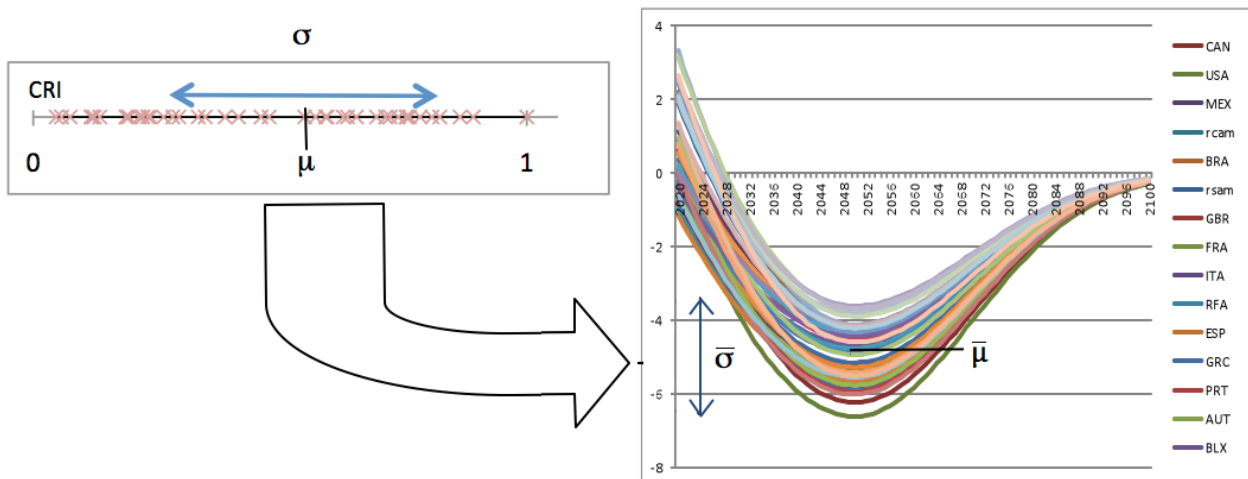 σ
CRI
0
μ
1
4
2
0
-2
-4
-6
-8
2020
2024
2028
2032
2036
2040
2044
2048
2052
2056
2060
2064
2068
2072
2076
2080
2084
2088
2092
2096
2100
σ̅
μ̅
CAN
USA
MEX
rcam
BRA
rsam
GBR
FRA
ITA
RFA
ESP
GRC
PRT
AUT
BLX